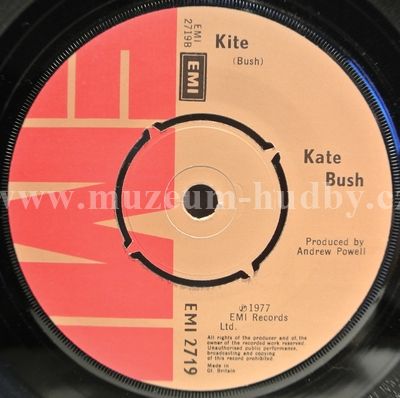 EMI
EMI
2719B
EMI
Kite
(Bush)
www.muzeum-hudby.cz
Kate
Bush
Produced by
Andrew Powell
℗ 1977
EMI Records
Ltd.
EMI 2719
All rights of the producer and of the
owner of the recorded work reserved.
Unauthorised public performance,
broadcasting and copying
of this record prohibited.
Made in
Gt. Britain